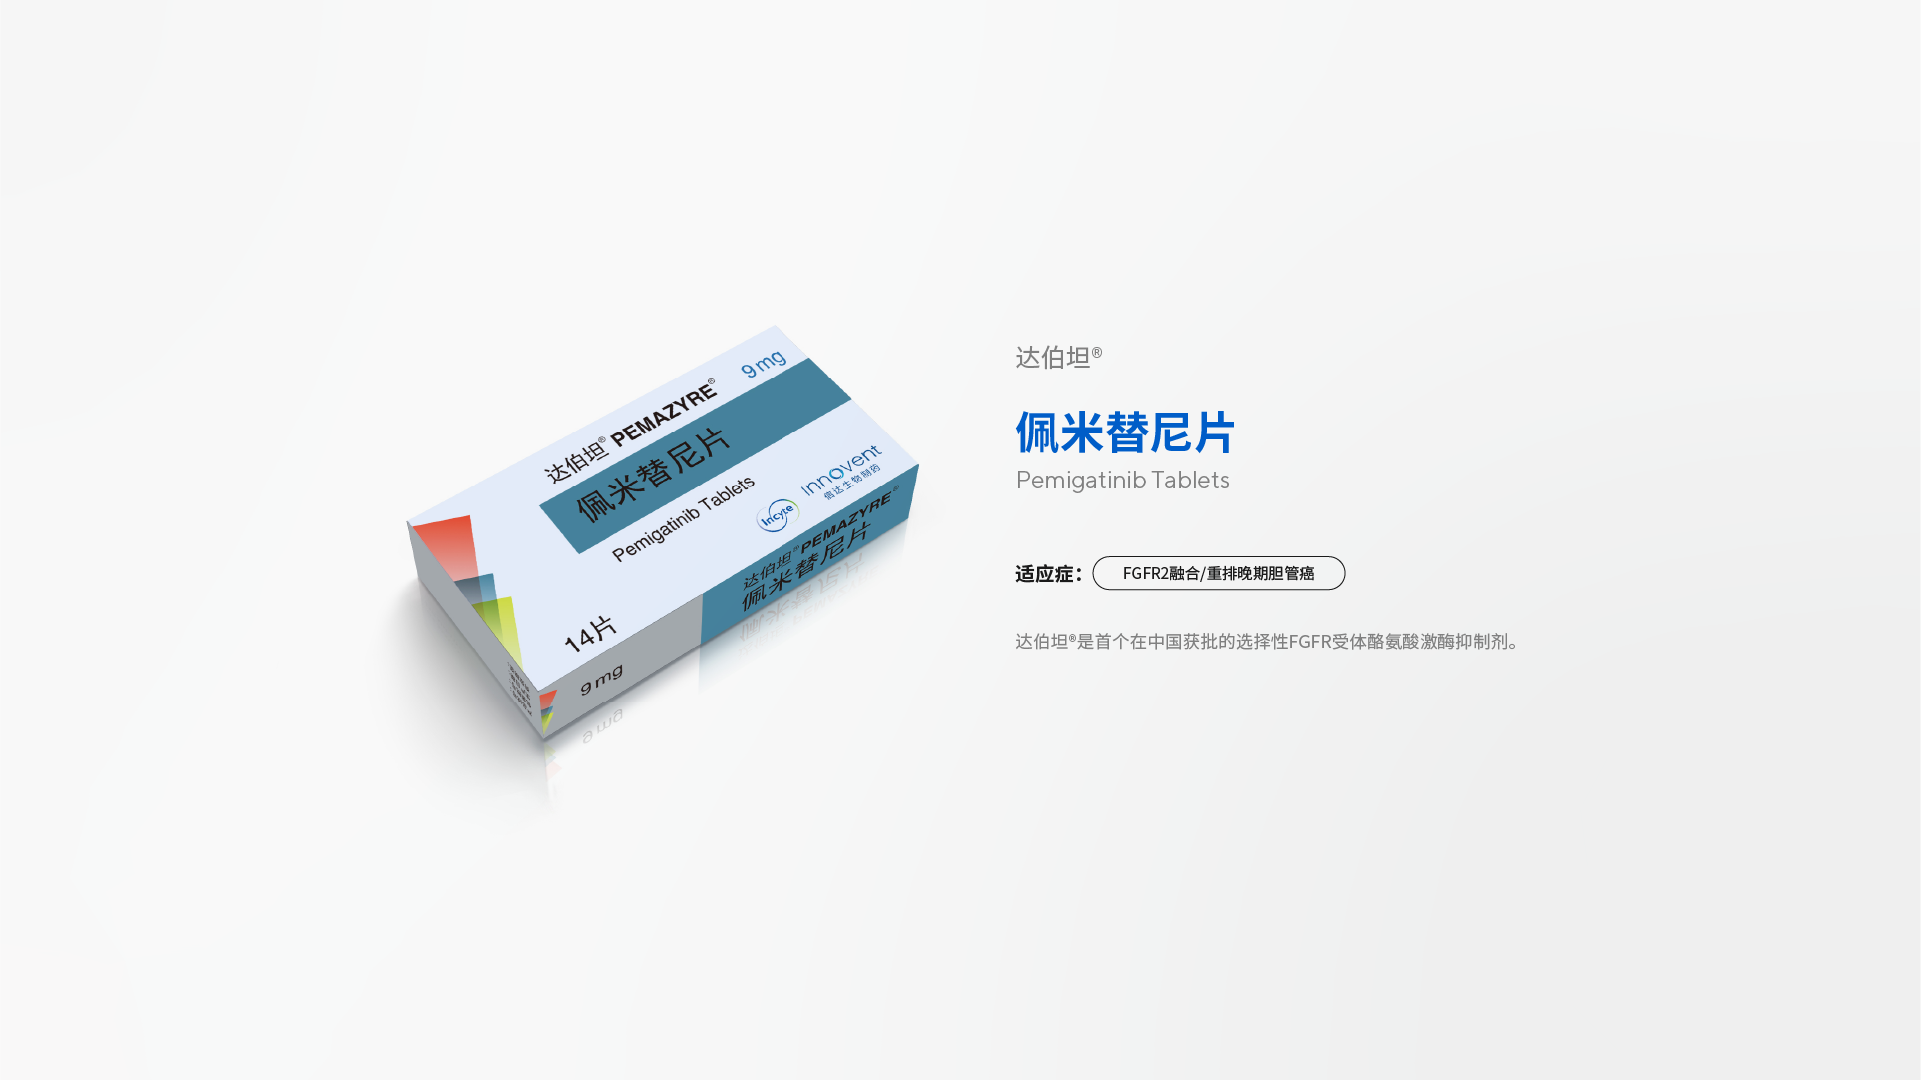 达伯坦® PEMAZYRE® 9 mg
佩米替尼片
Pemigatinib Tablets
Incyte
Innovent
信达生物制药
14片
9 mg
达伯坦® PEMAZYRE®
佩米替尼片
达伯坦®
佩米替尼片
Pemigatinib Tablets
适应症： FGFR2融合/重排晚期胆管癌
达伯坦®是首个在中国获批的选择性FGFR受体酪氨酸激酶抑制剂。